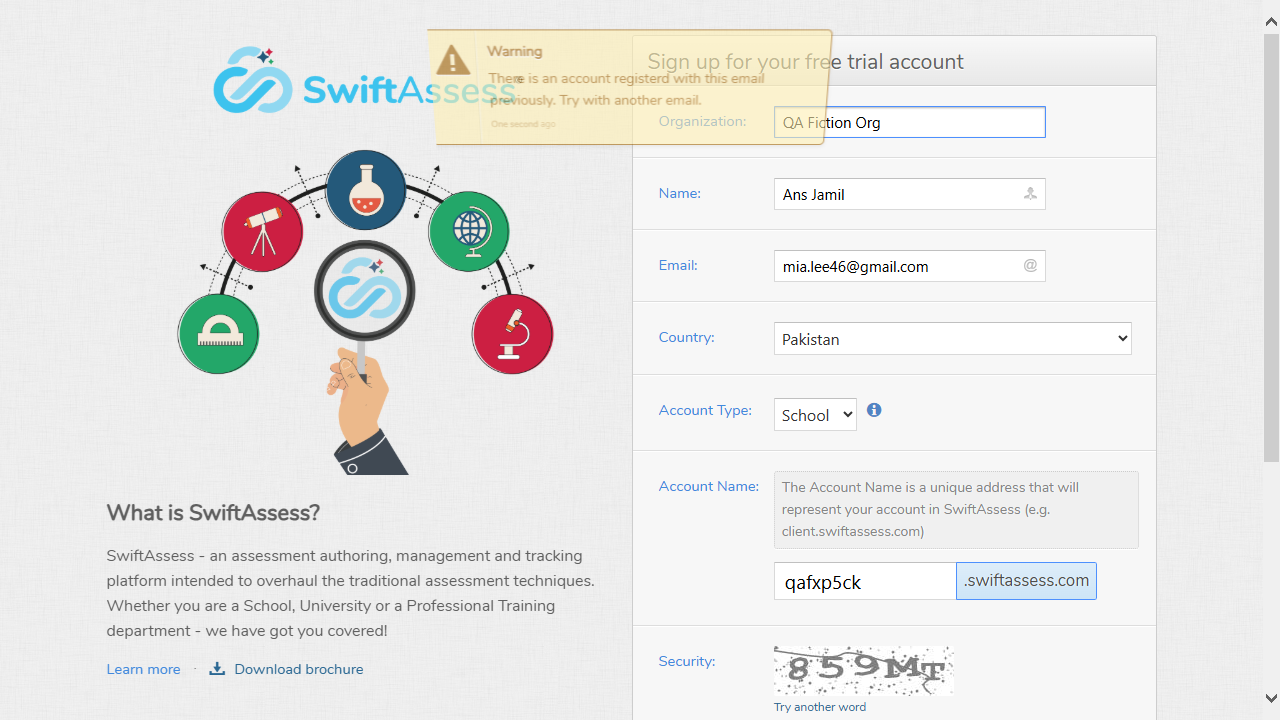 SwiftAssess
Warning
There is an account registerd with this email
previously. Try with another email.
One second ago
Sign up for your free trial account
Organization:
QA Fiction Org
Name:
Ans Jamil
Email:
mia.lee46@gmail.com
@
Country:
Pakistan
Account Type:
School
Account Name:
The Account Name is a unique address that will
represent your account in SwiftAssess (e.g.
client.swiftassess.com)
qafxp5ck
.swiftassess.com
Security:
859MT
Try another word
What is SwiftAssess?
SwiftAssess - an assessment authoring, management and tracking
platform intended to overhaul the traditional assessment techniques.
Whether you are a School, University or a Professional Training
department - we have got you covered!
Learn more · Download brochure